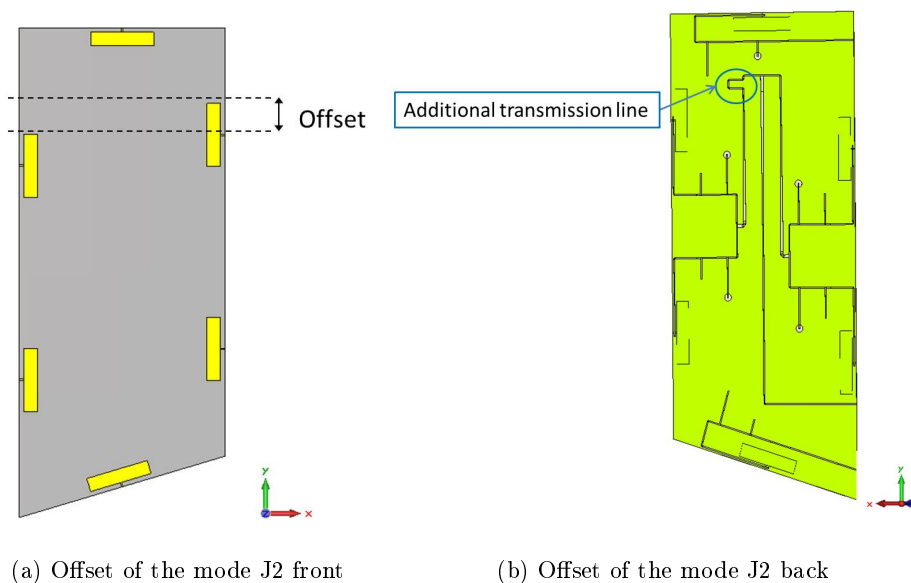 Offset
Additional transmission line
y
x
y
x
(a) Offset of the mode J2 front
(b) Offset of the mode J2 back